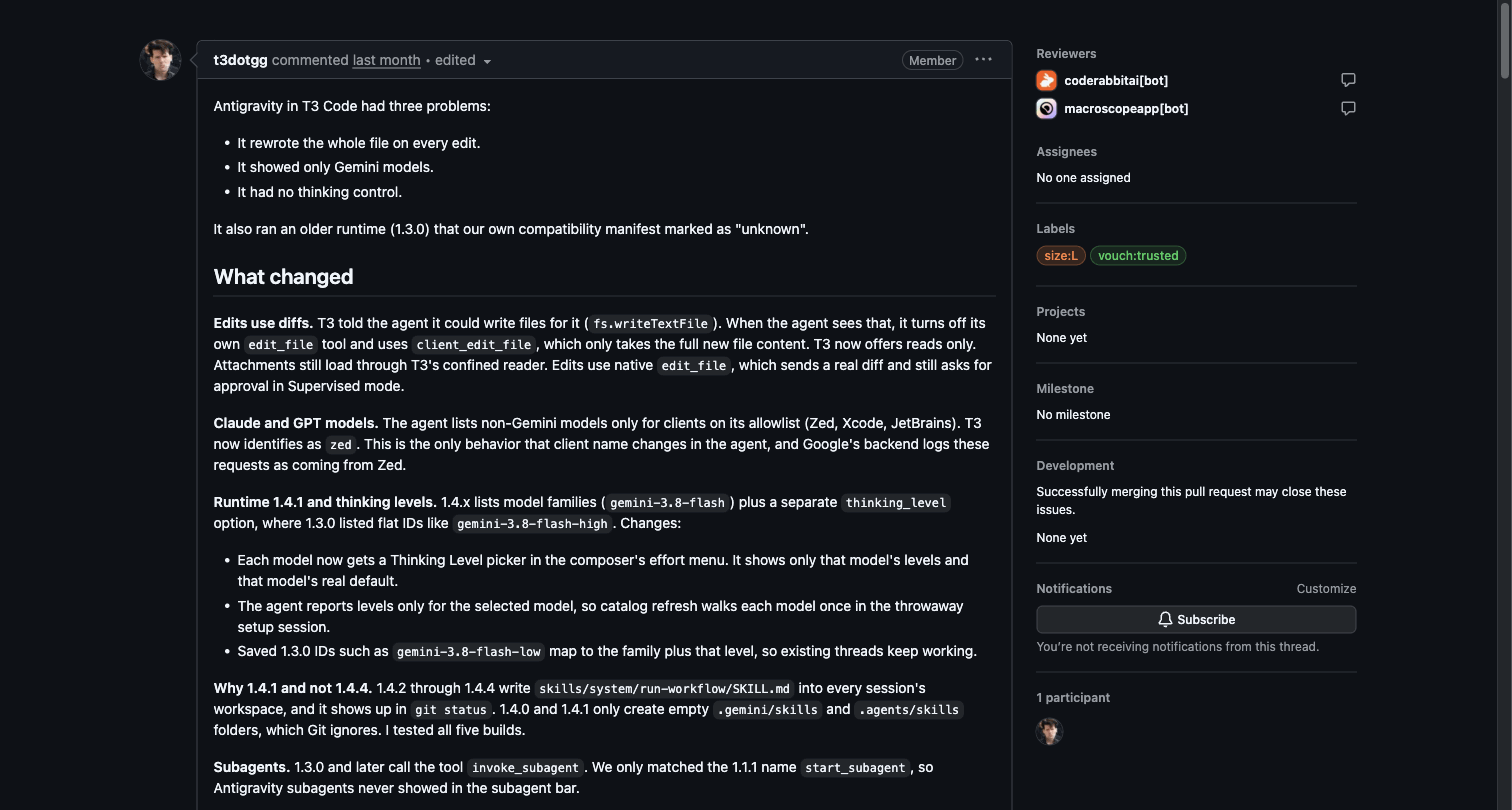 t3dotgg commented last month • edited
Member
Antigravity in T3 Code had three problems:
• It rewrote the whole file on every edit.
• It showed only Gemini models.
• It had no thinking control.
It also ran an older runtime (1.3.0) that our own compatibility manifest marked as "unknown".
What changed
Edits use diffs. T3 told the agent it could write files for it ( fs.writeTextFile ). When the agent sees that, it turns off its
own edit_file tool and uses client_edit_file , which only takes the full new file content. T3 now offers reads only.
Attachments still load through T3's confined reader. Edits use native edit_file , which sends a real diff and still asks for
approval in Supervised mode.
Claude and GPT models. The agent lists non-Gemini models only for clients on its allowlist (Zed, Xcode, JetBrains). T3
now identifies as zed . This is the only behavior that client name changes in the agent, and Google's backend logs these
requests as coming from Zed.
Runtime 1.4.1 and thinking levels. 1.4.x lists model families ( gemini-3.8-flash ) plus a separate thinking_level
option, where 1.3.0 listed flat IDs like gemini-3.8-flash-high . Changes:
• Each model now gets a Thinking Level picker in the composer's effort menu. It shows only that model's levels and
that model's real default.
• The agent reports levels only for the selected model, so catalog refresh walks each model once in the throwaway
setup session.
• Saved 1.3.0 IDs such as gemini-3.8-flash-low map to the family plus that level, so existing threads keep working.
Why 1.4.1 and not 1.4.4. 1.4.2 through 1.4.4 write skills/system/run-workflow/SKILL.md into every session's
workspace, and it shows up in git status . 1.4.0 and 1.4.1 only create empty .gemini/skills and .agents/skills
folders, which Git ignores. I tested all five builds.
Subagents. 1.3.0 and later call the tool invoke_subagent . We only matched the 1.1.1 name start_subagent , so
Antigravity subagents never showed in the subagent bar.
Reviewers
coderabbitai[bot]
macroscopeapp[bot]
Assignees
No one assigned
Labels
size:L vouch:trusted
Projects
None yet
Milestone
No milestone
Development
Successfully merging this pull request may close these
issues.
None yet
Notifications Customize
Subscribe
You're not receiving notifications from this thread.
1 participant